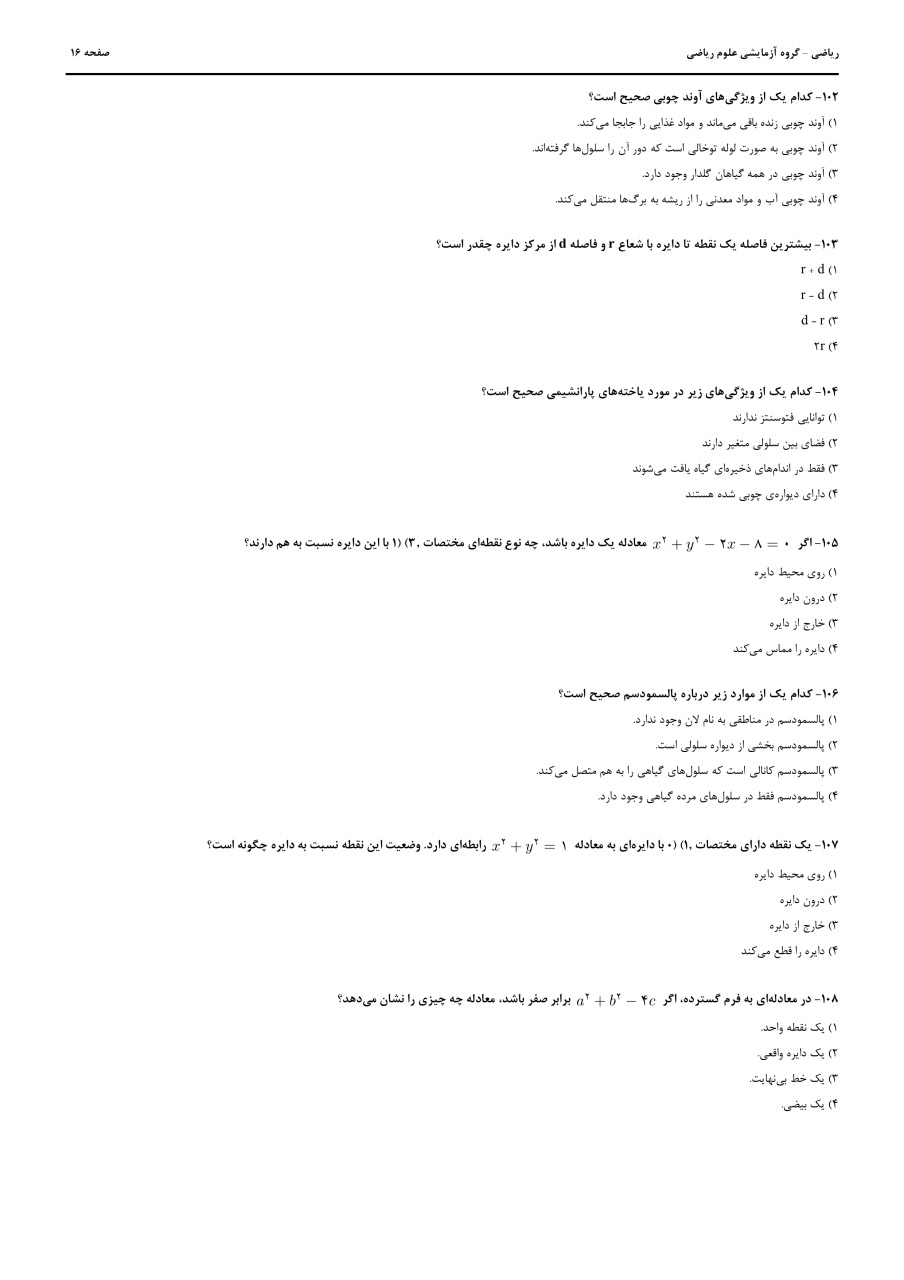 ریاضی - گروه آزمایشی علوم ریاضی
صفحه ۱۶
۱۰۲- کدام یک از ویژگی‌های آوند چوبی صحیح است؟
۱) آوند چوبی زنده باقی می‌ماند و مواد غذایی را جابجا می‌کند.
۲) آوند چوبی به صورت لوله توخالی است که دور آن را سلول‌ها گرفته‌اند.
۳) آوند چوبی در همه گیاهان گلدار وجود دارد.
۴) آوند چوبی آب و مواد معدنی را از ریشه به برگ‌ها منتقل می‌کند.
۱۰۳- بیشترین فاصله یک نقطه تا دایره با شعاع r و فاصله d از مرکز دایره چقدر است؟
۱) r + d
۲) r - d
۳) d - r
۴) ۲r
۱۰۴- کدام یک از ویژگی‌های زیر در مورد یاخته‌های پارانشیمی صحیح است؟
۱) توانایی فتوسنتز ندارند
۲) فضای بین سلولی متغیر دارند
۳) فقط در اندام‌های ذخیره‌ای گیاه یافت می‌شوند
۴) دارای دیواره‌ی چوبی شده هستند
۱۰۵- اگر x² + y² − ۲x − ۸ = ۰ معادله یک دایره باشد، چه نوع نقطه‌ای مختصات ,۳) (۱ با این دایره نسبت به هم دارند؟
۱) روی محیط دایره
۲) درون دایره
۳) خارج از دایره
۴) دایره را مماس می‌کند
۱۰۶- کدام یک از موارد زیر درباره پالسمودسم صحیح است؟
۱) پالسمودسم در مناطقی به نام لان وجود ندارد.
۲) پالسمودسم بخشی از دیواره سلولی است.
۳) پالسمودسم کانالی است که سلول‌های گیاهی را به هم متصل می‌کند.
۴) پالسمودسم فقط در سلول‌های مرده گیاهی وجود دارد.
۱۰۷- یک نقطه دارای مختصات ,۱) (۰ با دایره‌ای به معادله x² + y² = ۱ رابطه‌ای دارد. وضعیت این نقطه نسبت به دایره چگونه است؟
۱) روی محیط دایره
۲) درون دایره
۳) خارج از دایره
۴) دایره را قطع می‌کند
۱۰۸- در معادله‌ای به فرم گسترده، اگر a² + b² − ۴c برابر صفر باشد، معادله چه چیزی را نشان می‌دهد؟
۱) یک نقطه واحد.
۲) یک دایره واقعی.
۳) یک خط بی‌نهایت.
۴) یک بیضی.